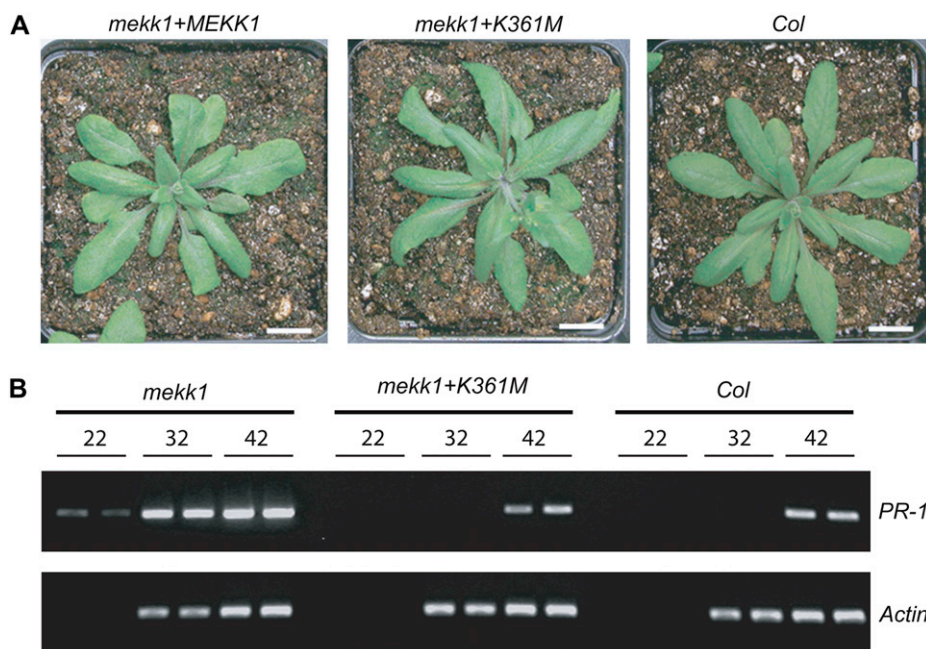 A
mekk1+MEKK1 mekk1+K361M Col
B
mekk1 mekk1+K361M Col
22 32 42 22 32 42 22 32 42
PR-1
Actin